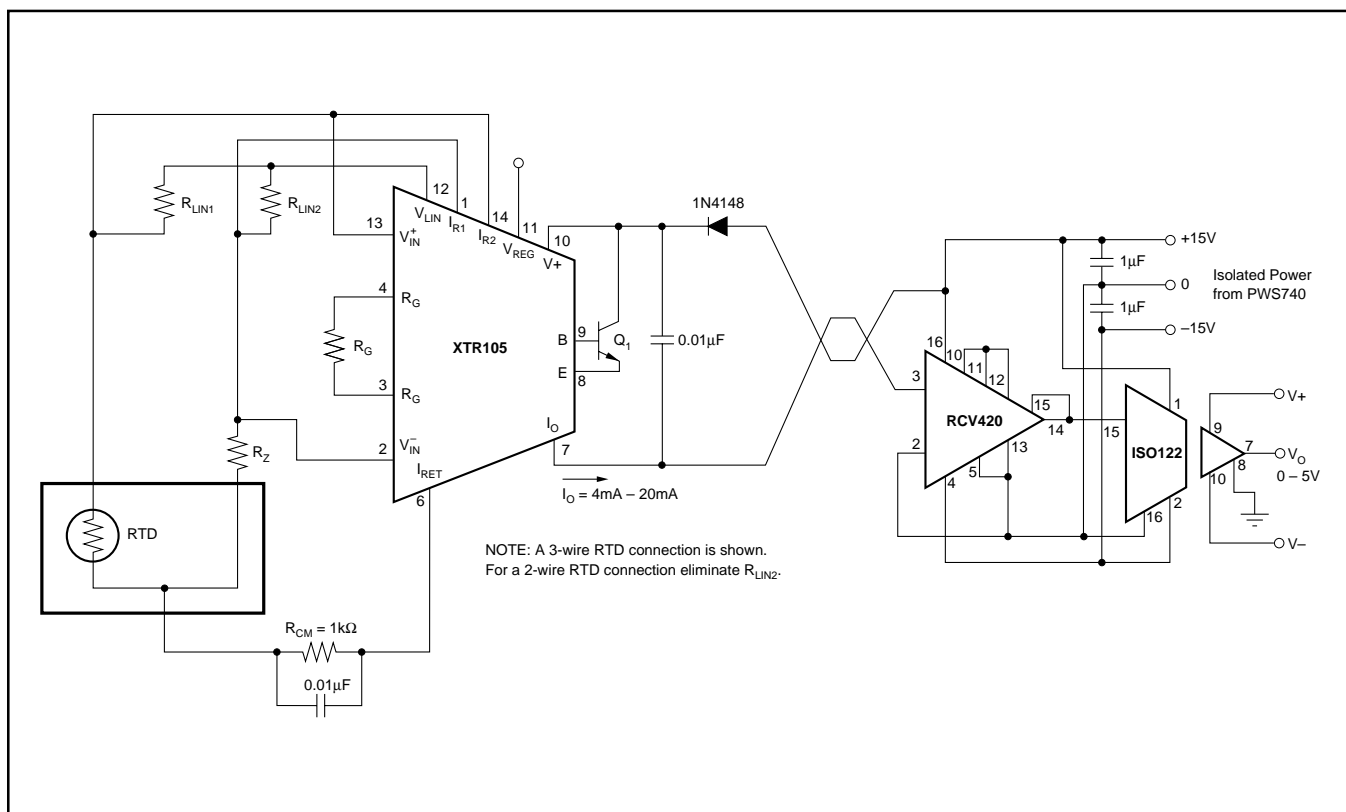 12
1
14
11
10
13
V_LIN
I_R1
I_R2
V_REG
V+
V_IN^+
R_LIN1
R_LIN2
4
R_G
R_G
XTR105
3
R_G
9
B
E
8
Q_1
0.01μF
1N4148
I_O
7
V_IN^–
2
I_RET
6
R_Z
RTD
I_O = 4mA – 20mA
NOTE: A 3-wire RTD connection is shown.
For a 2-wire RTD connection eliminate R_LIN2.
R_CM = 1kΩ
0.01μF
16
10
11
12
3
15
RCV420
14
2
13
5
4
+15V
1μF
0
1μF
–15V
Isolated Power
from PWS740
1
15
ISO122
2
16
9
7
8
10
V+
V_O
0 – 5V
V–